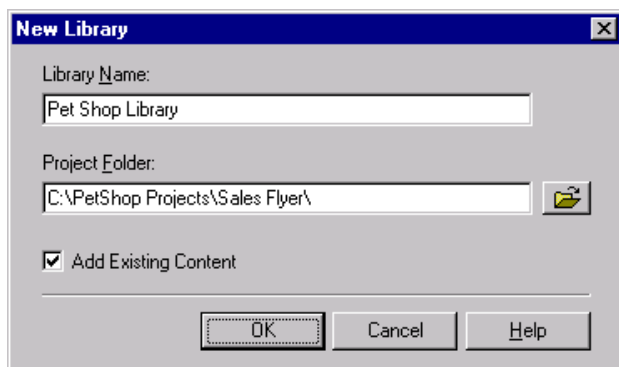 New Library
Library Name:
Pet Shop Library
Project Folder:
C:\PetShop Projects\Sales Flyer\
Add Existing Content
OK Cancel Help